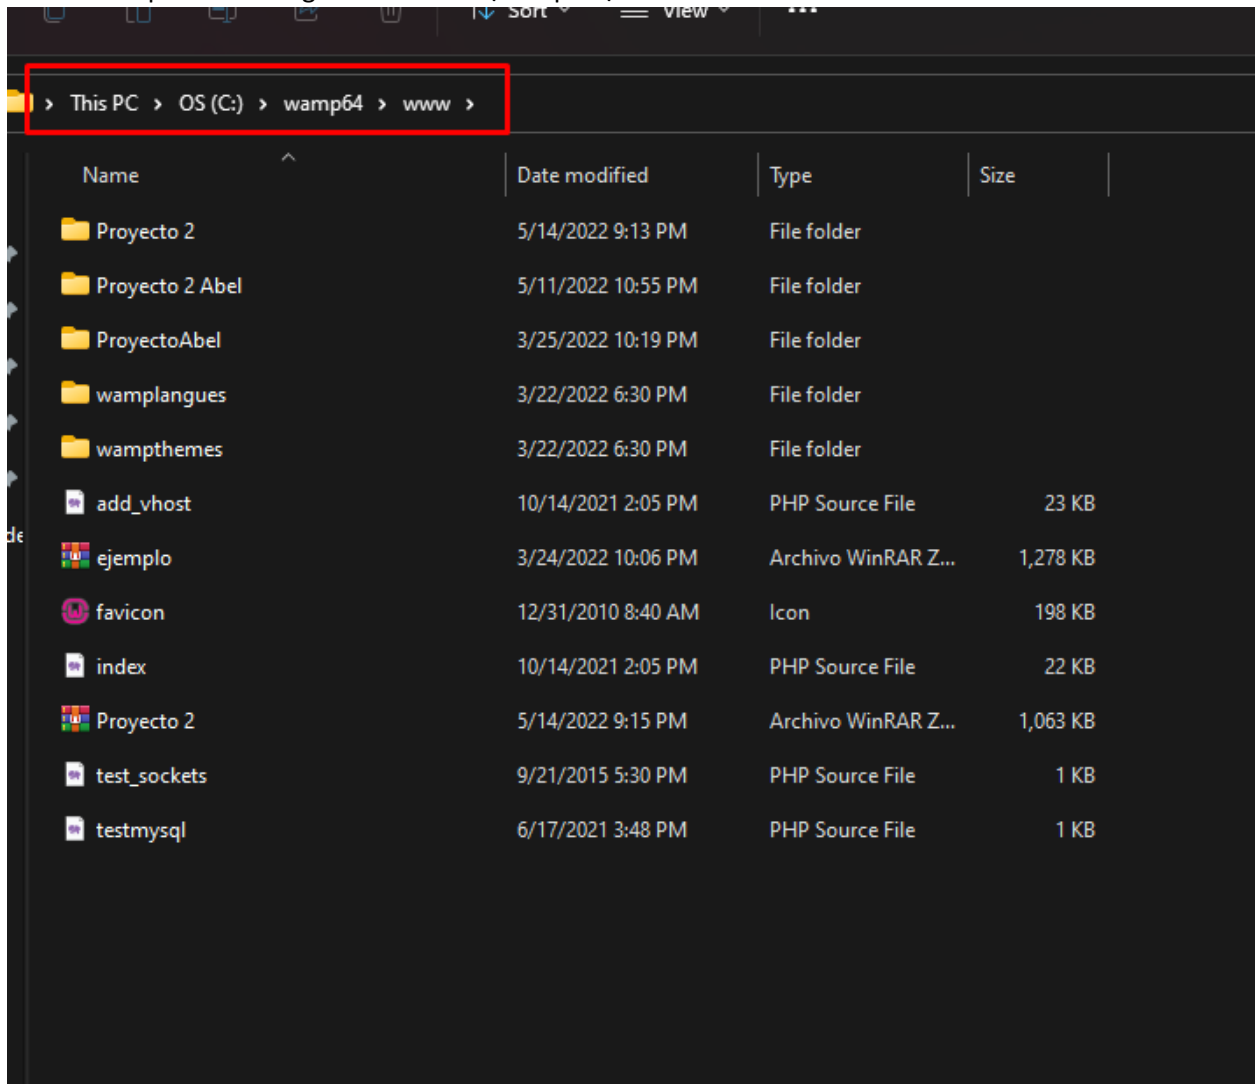 Sort View ...
This PC > OS (C:) > wamp64 > www >
Name Date modified Type Size
Proyecto 2 5/14/2022 9:13 PM File folder
Proyecto 2 Abel 5/11/2022 10:55 PM File folder
ProyectoAbel 3/25/2022 10:19 PM File folder
wamplangues 3/22/2022 6:30 PM File folder
wampthemes 3/22/2022 6:30 PM File folder
add_vhost 10/14/2021 2:05 PM PHP Source File 23 KB
ejemplo 3/24/2022 10:06 PM Archivo WinRAR Z... 1,278 KB
favicon 12/31/2010 8:40 AM Icon 198 KB
index 10/14/2021 2:05 PM PHP Source File 22 KB
Proyecto 2 5/14/2022 9:15 PM Archivo WinRAR Z... 1,063 KB
test_sockets 9/21/2015 5:30 PM PHP Source File 1 KB
testmysql 6/17/2021 3:48 PM PHP Source File 1 KB